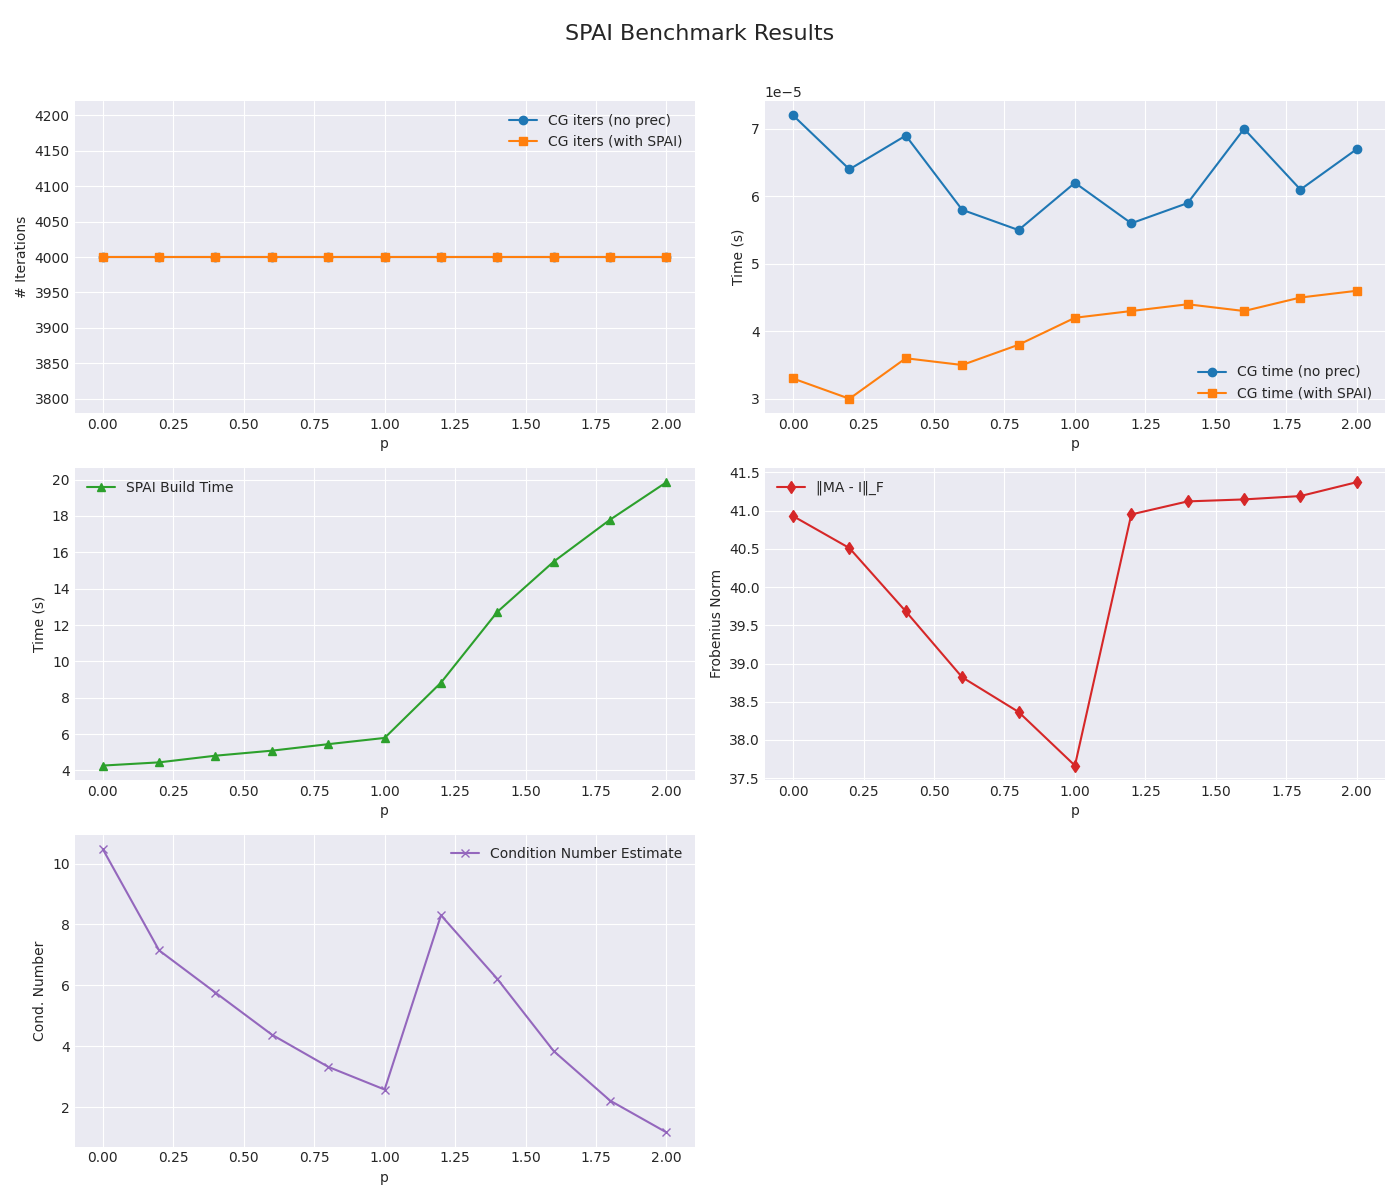 SPAI Benchmark Results
4200
4150
4100
4050
4000
3950
3900
3850
3800
# Iterations
CG iters (no prec)
CG iters (with SPAI)
0.00 0.25 0.50 0.75 1.00 1.25 1.50 1.75 2.00
p
1e−5
7
6
5
4
3
Time (s)
CG time (no prec)
CG time (with SPAI)
0.00 0.25 0.50 0.75 1.00 1.25 1.50 1.75 2.00
p
20
18
16
14
12
10
8
6
4
Time (s)
SPAI Build Time
0.00 0.25 0.50 0.75 1.00 1.25 1.50 1.75 2.00
p
41.5
41.0
40.5
40.0
39.5
39.0
38.5
38.0
37.5
Frobenius Norm
‖MA - I‖_F
0.00 0.25 0.50 0.75 1.00 1.25 1.50 1.75 2.00
p
10
8
6
4
2
Cond. Number
Condition Number Estimate
0.00 0.25 0.50 0.75 1.00 1.25 1.50 1.75 2.00
p